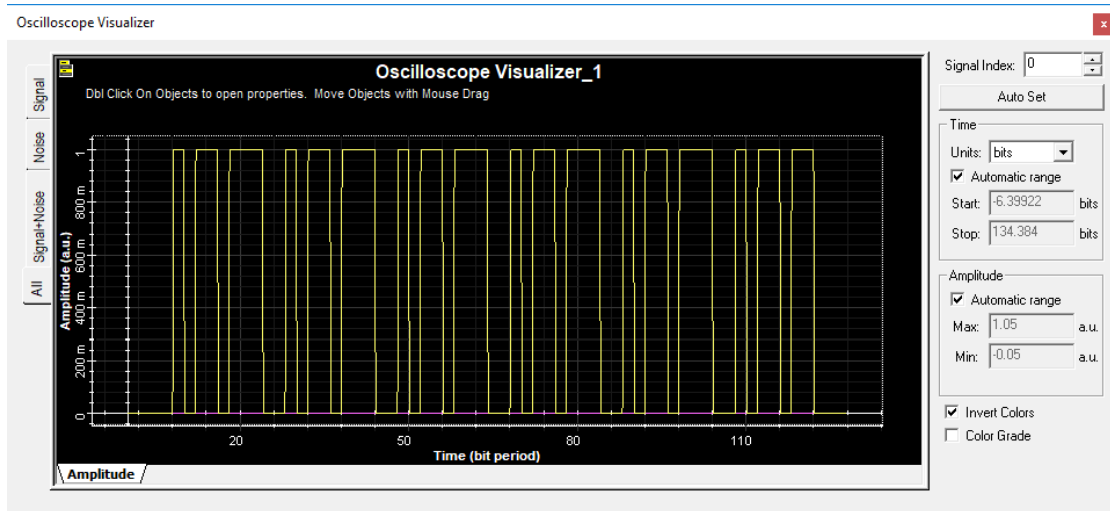 Oscilloscope Visualizer
x
Signal
Noise
Signal+Noise
All
Oscilloscope Visualizer_1
Dbl Click On Objects to open properties. Move Objects with Mouse Drag
Amplitude (a.u.)
1
800 m
600 m
400 m
200 m
0
20 50 80 110
Time (bit period)
Amplitude
Signal Index: 0
Auto Set
Time
Units: bits
Automatic range
Start: -6.39922 bits
Stop: 134.384 bits
Amplitude
Automatic range
Max: 1.05 a.u.
Min: -0.05 a.u.
Invert Colors
Color Grade